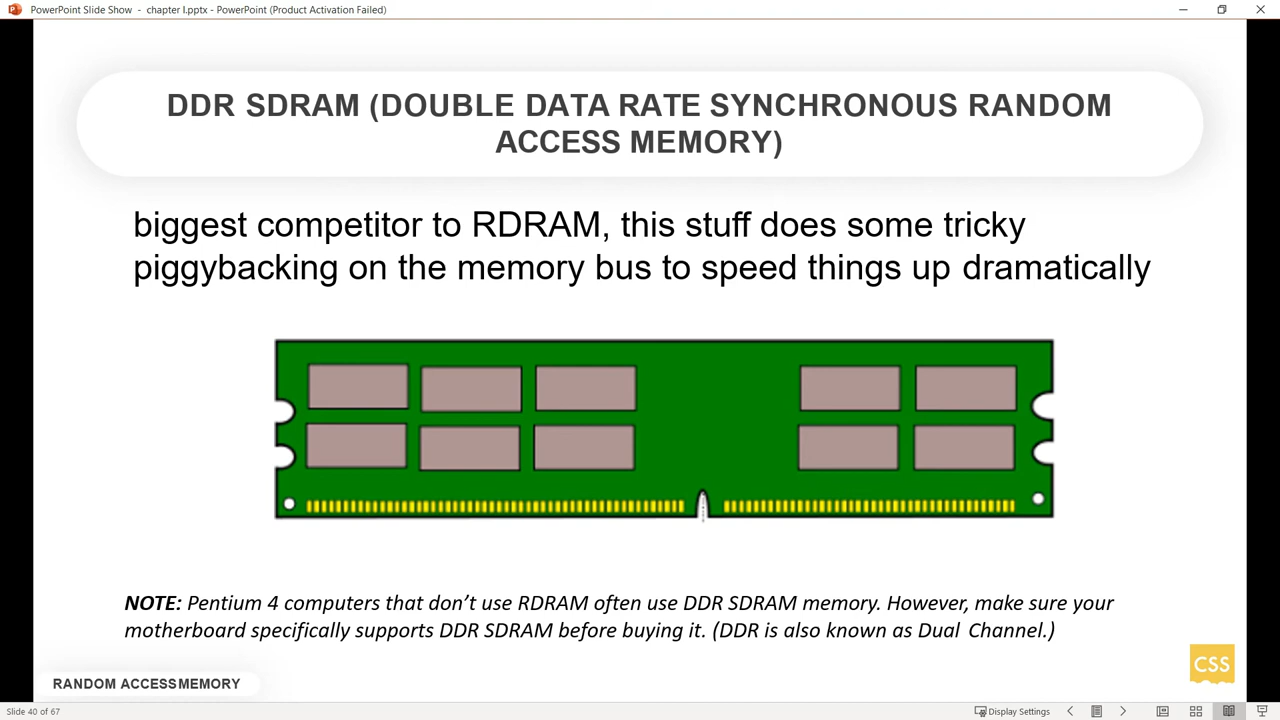 PowerPoint Slide Show - chapter I.pptx - PowerPoint (Product Activation Failed)
DDR SDRAM (DOUBLE DATA RATE SYNCHRONOUS RANDOM
ACCESS MEMORY)
biggest competitor to RDRAM, this stuff does some tricky
piggybacking on the memory bus to speed things up dramatically
NOTE: Pentium 4 computers that don't use RDRAM often use DDR SDRAM memory. However, make sure your
motherboard specifically supports DDR SDRAM before buying it. (DDR is also known as Dual Channel.)
CSS
RANDOM ACCESSMEMORY
Slide 40 of 67
Display Settings